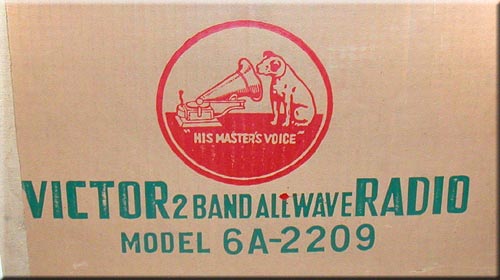 "HIS MASTER'S VOICE"
VICTOR 2 BAND ALL WAVE RADIO
MODEL 6A-2209